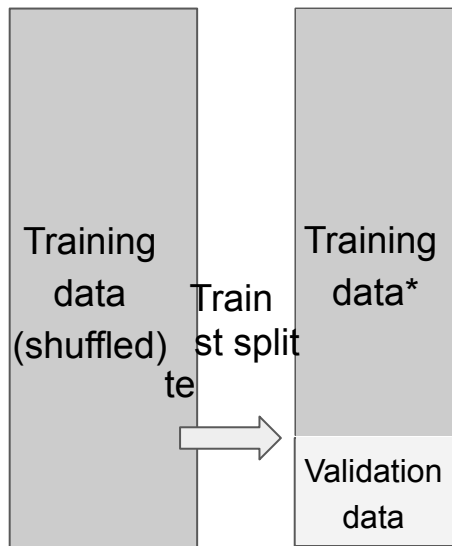 Training
data
(shuffled)
Train
te
st split
Training
data*
Validation
data